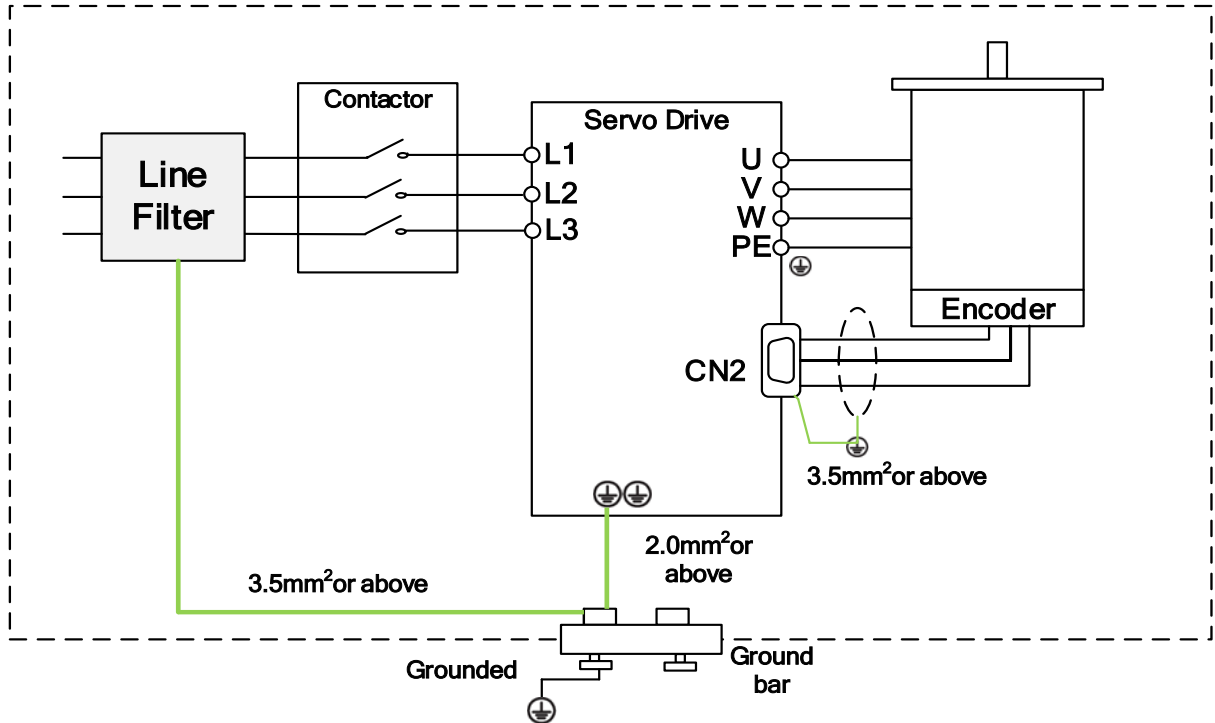 Contactor
Line
Filter
Servo Drive
L1
L2
L3
U
V
W
PE
Encoder
CN2
3.5mm²or above
2.0mm²or
above
3.5mm²or above
Grounded
Ground
bar